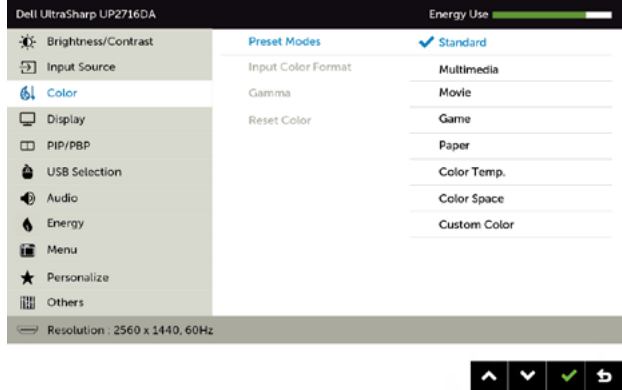 Dell UltraSharp UP2716DA Energy Use
Brightness/Contrast Preset Modes Standard
Input Source Input Color Format Multimedia
Color Gamma Movie
Display Reset Color Game
PIP/PBP Paper
USB Selection Color Temp.
Audio Color Space
Energy Custom Color
Menu
Personalize
Others
Resolution : 2560 x 1440, 60Hz